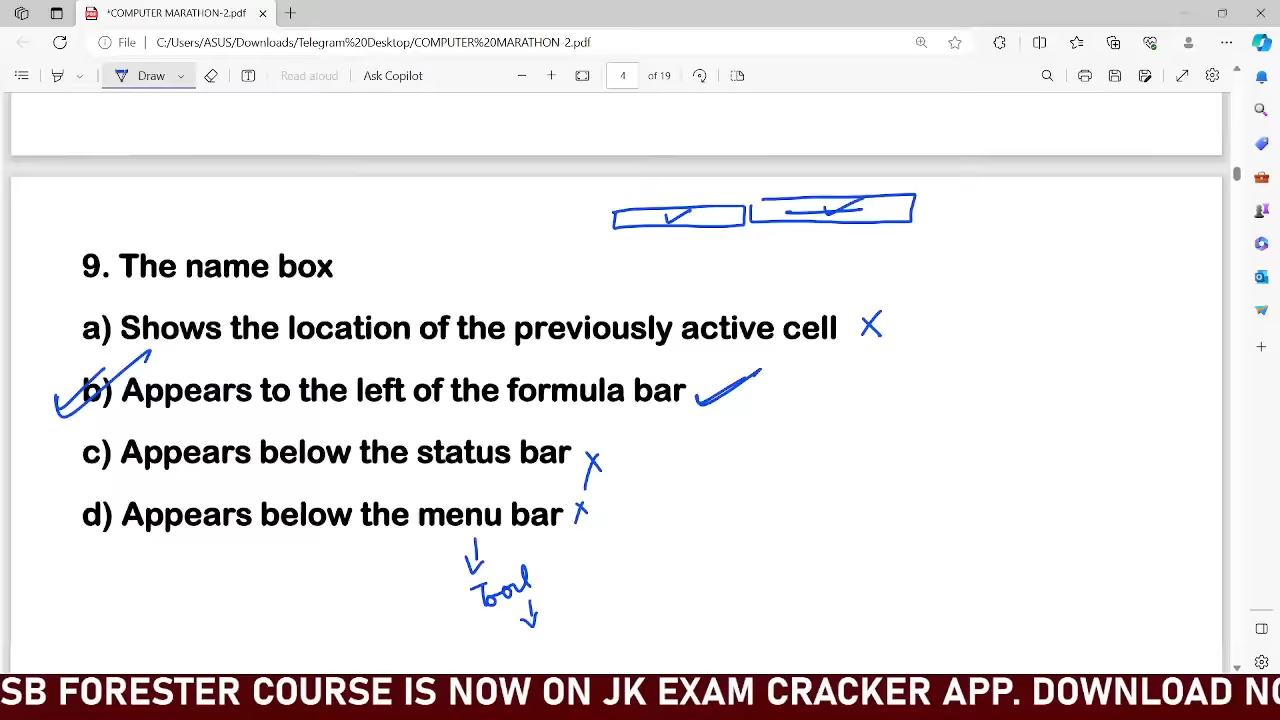 *COMPUTER MARATHON-2.pdf
File C:/Users/ASUS/Downloads/Telegram%20Desktop/COMPUTER%20MARATHON-2.pdf
Draw Read aloud Ask Copilot 4 of 19
9. The name box
a) Shows the location of the previously active cell
b) Appears to the left of the formula bar
c) Appears below the status bar
d) Appears below the menu bar
Tool
SB FORESTER COURSE IS NOW ON JK EXAM CRACKER APP. DOWNLOAD NO